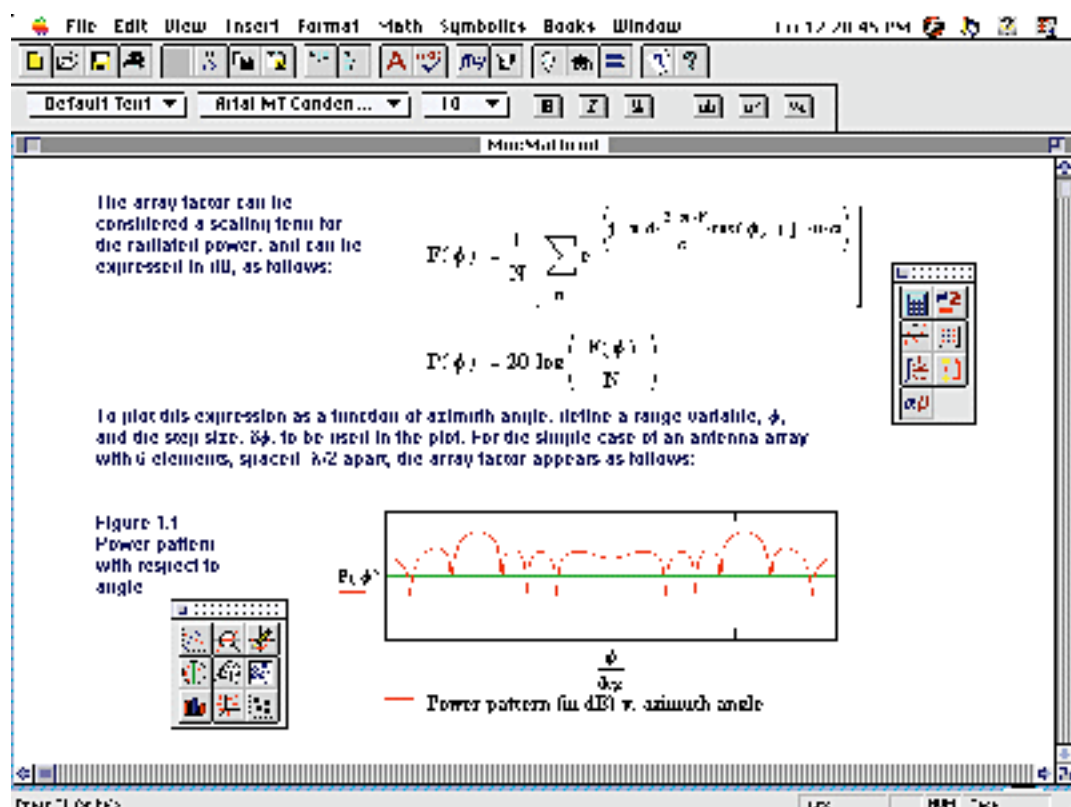 File Edit View Insert Format Math Symbolics Books Window
Default Text Arial MT Conden... 10 B I U
MacMathcad
The array factor can be
considered a scaling term for
the radiated power, and can be
expressed in dB, as follows:
F(ϕ) 1 N ∑ n e
P(ϕ) 20 log F(ϕ) N
To plot this expression as a function of azimuth angle, define a range variable, ϕ,
and the step size, δϕ, to be used in the plot. For the simple case of an antenna array
with 6 elements, spaced λ/2 apart, the array factor appears as follows:
Figure 1.1
Power pattern
with respect to
angle
P(ϕ)
ϕ
Power pattern (in dB) v. azimuth angle
NUM